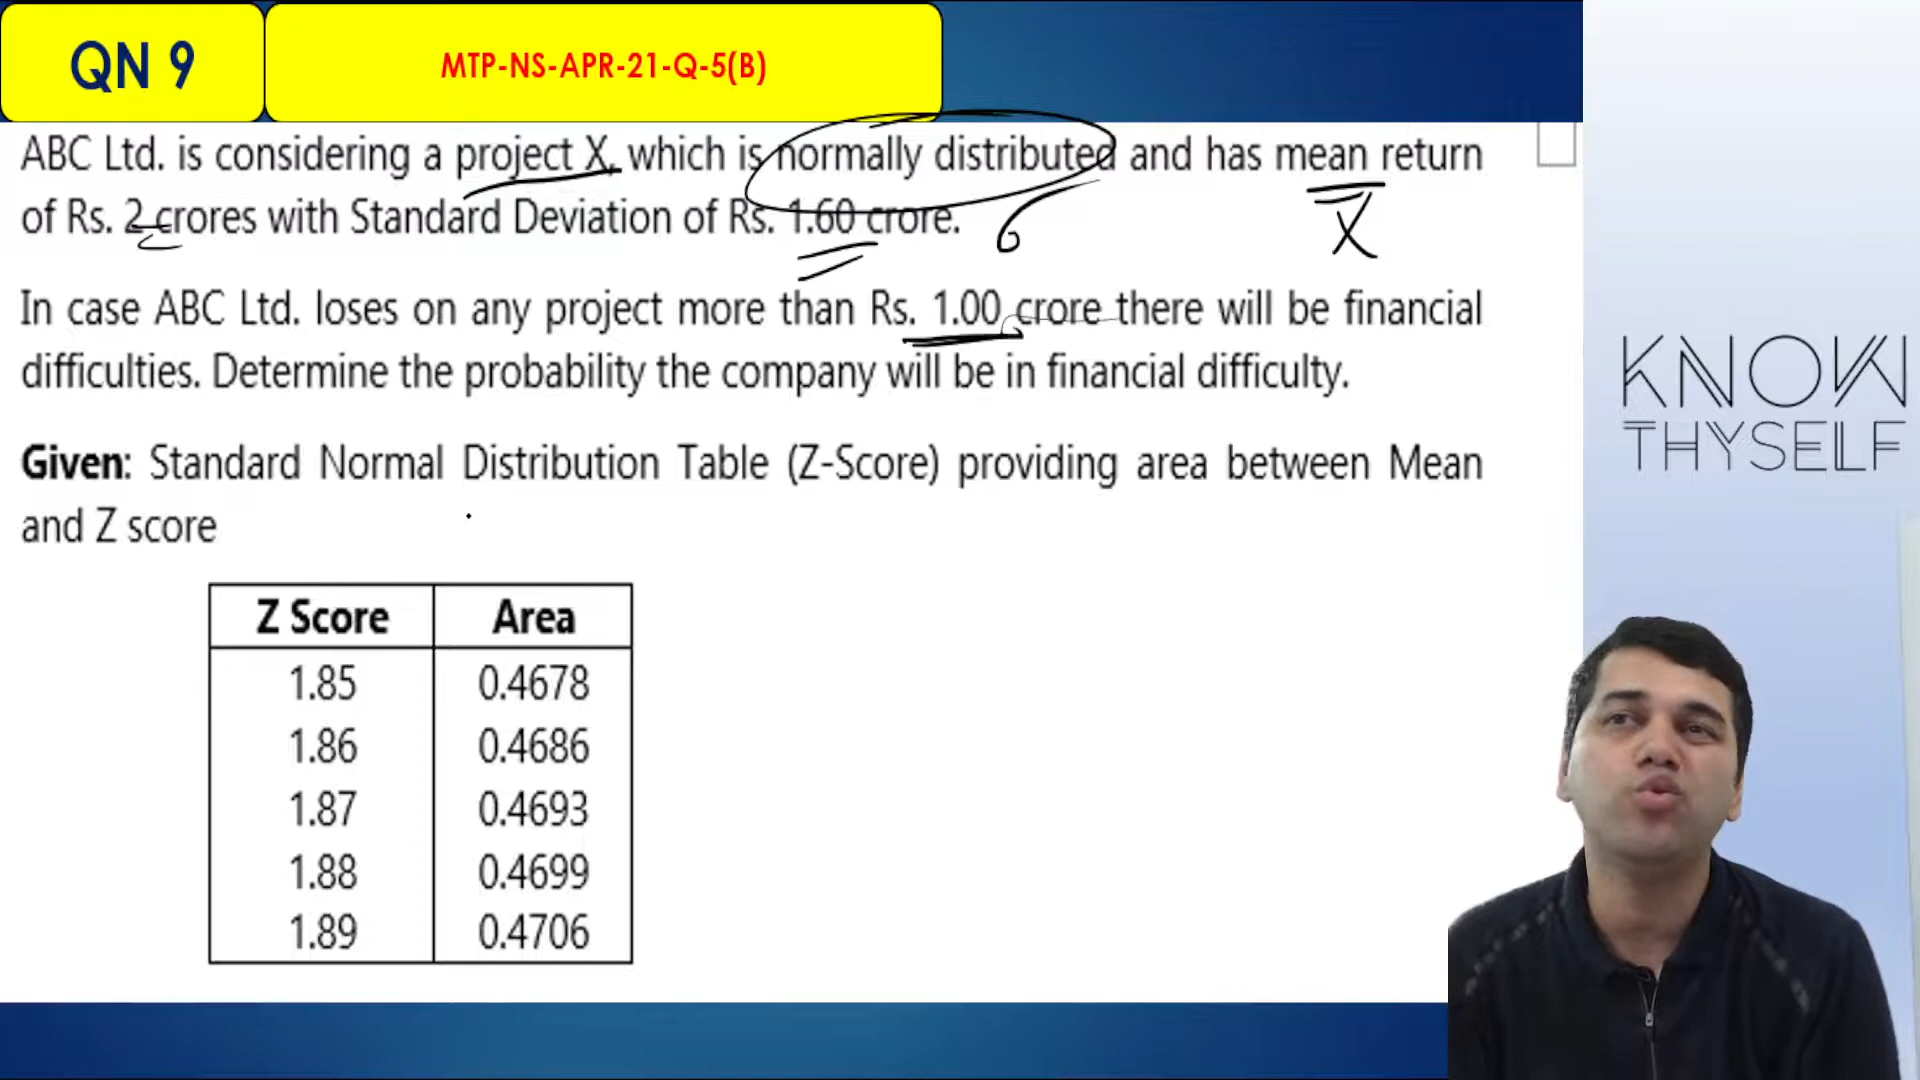 QN 9
MTP-NS-APR-21-Q-5(B)
ABC Ltd. is considering a project X, which is normally distributed and has mean return
of Rs. 2 crores with Standard Deviation of Rs. 1.60 crore.
σ
X̅
In case ABC Ltd. loses on any project more than Rs. 1.00 crore there will be financial
difficulties. Determine the probability the company will be in financial difficulty.
Given: Standard Normal Distribution Table (Z-Score) providing area between Mean
and Z score
Z Score Area
1.85 0.4678
1.86 0.4686
1.87 0.4693
1.88 0.4699
1.89 0.4706
KNOW
THYSELF